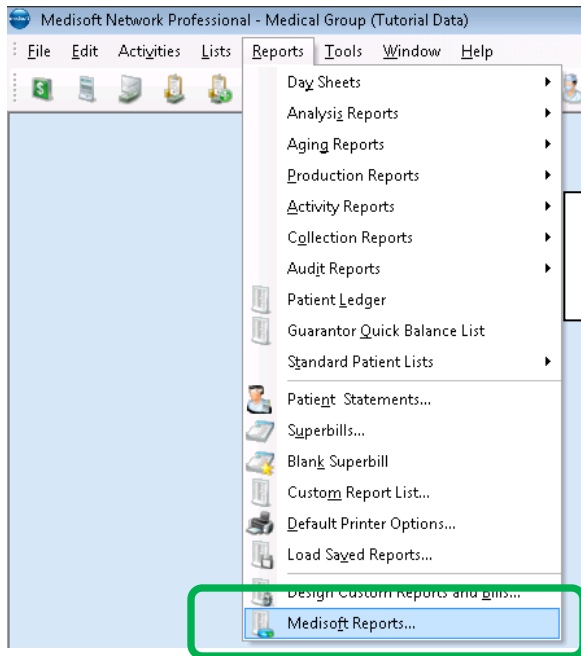 Medisoft Network Professional - Medical Group (Tutorial Data)
File Edit Activities Lists Reports Tools Window Help
S
Day Sheets
Analysis Reports
Aging Reports
Production Reports
Activity Reports
Collection Reports
Audit Reports
Patient Ledger
Guarantor Quick Balance List
Standard Patient Lists
Patient Statements...
Superbills...
Blank Superbill
Custom Report List...
Default Printer Options...
Load Saved Reports...
Design Custom Reports and Bills...
Medisoft Reports...